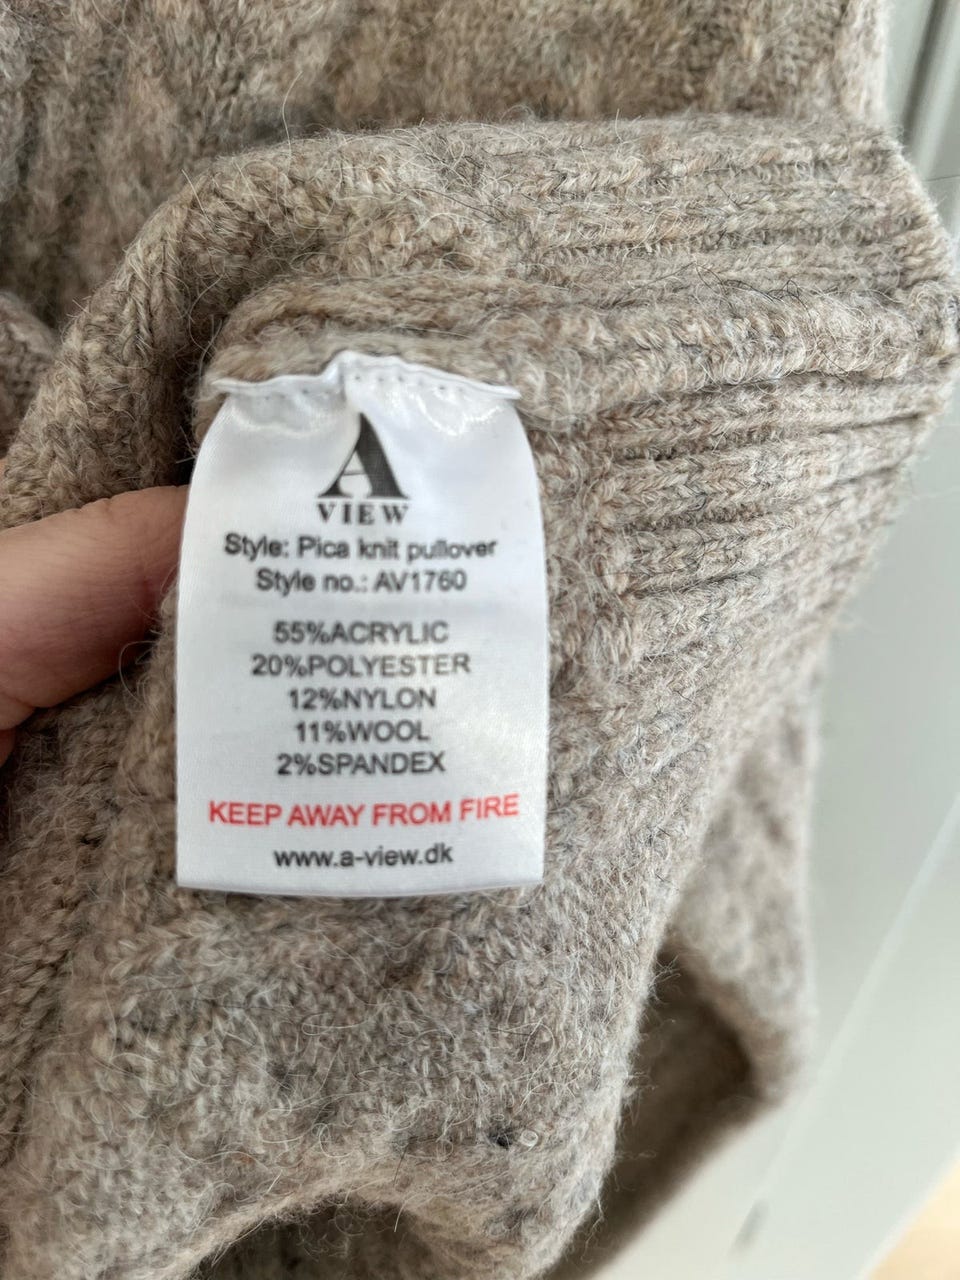 A
VIEW
Style: Pica knit pullover
Style no.: AV1760
55%ACRYLIC
20%POLYESTER
12%NYLON
11%WOOL
2%SPANDEX
KEEP AWAY FROM FIRE
www.a-view.dk